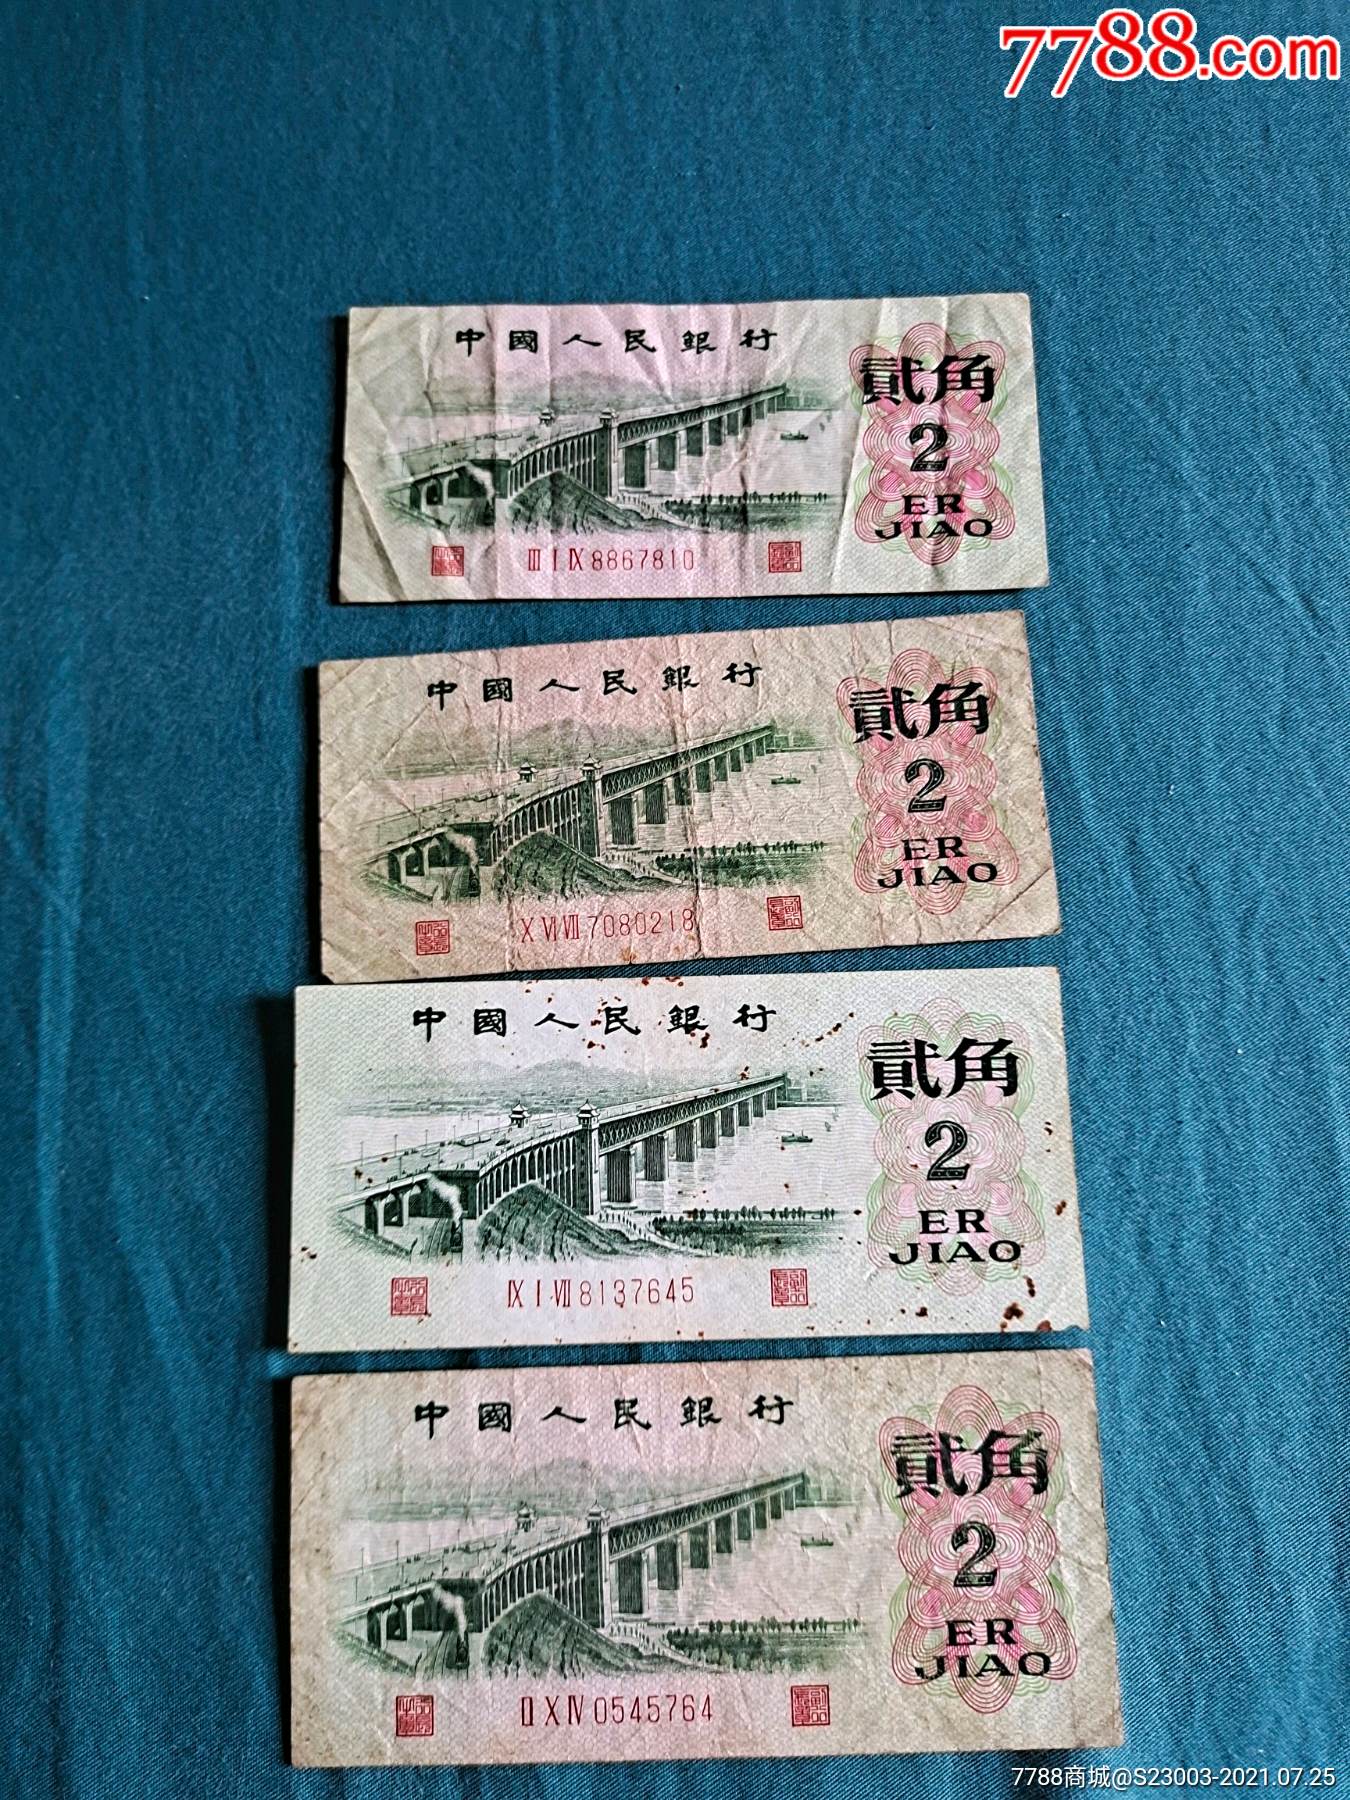 7788.com
中國人民銀行
貳角
2
ER
JIAO
III I IX 8867810
中國人民銀行
貳角
2
ER
JIAO
X VI VII 7080218
中國人民銀行
貳角
2
ER
JIAO
IX I VII 8137645
中國人民銀行
貳角
2
ER
JIAO
II X IV 0545764
7788商城@S23003-2021.07.25